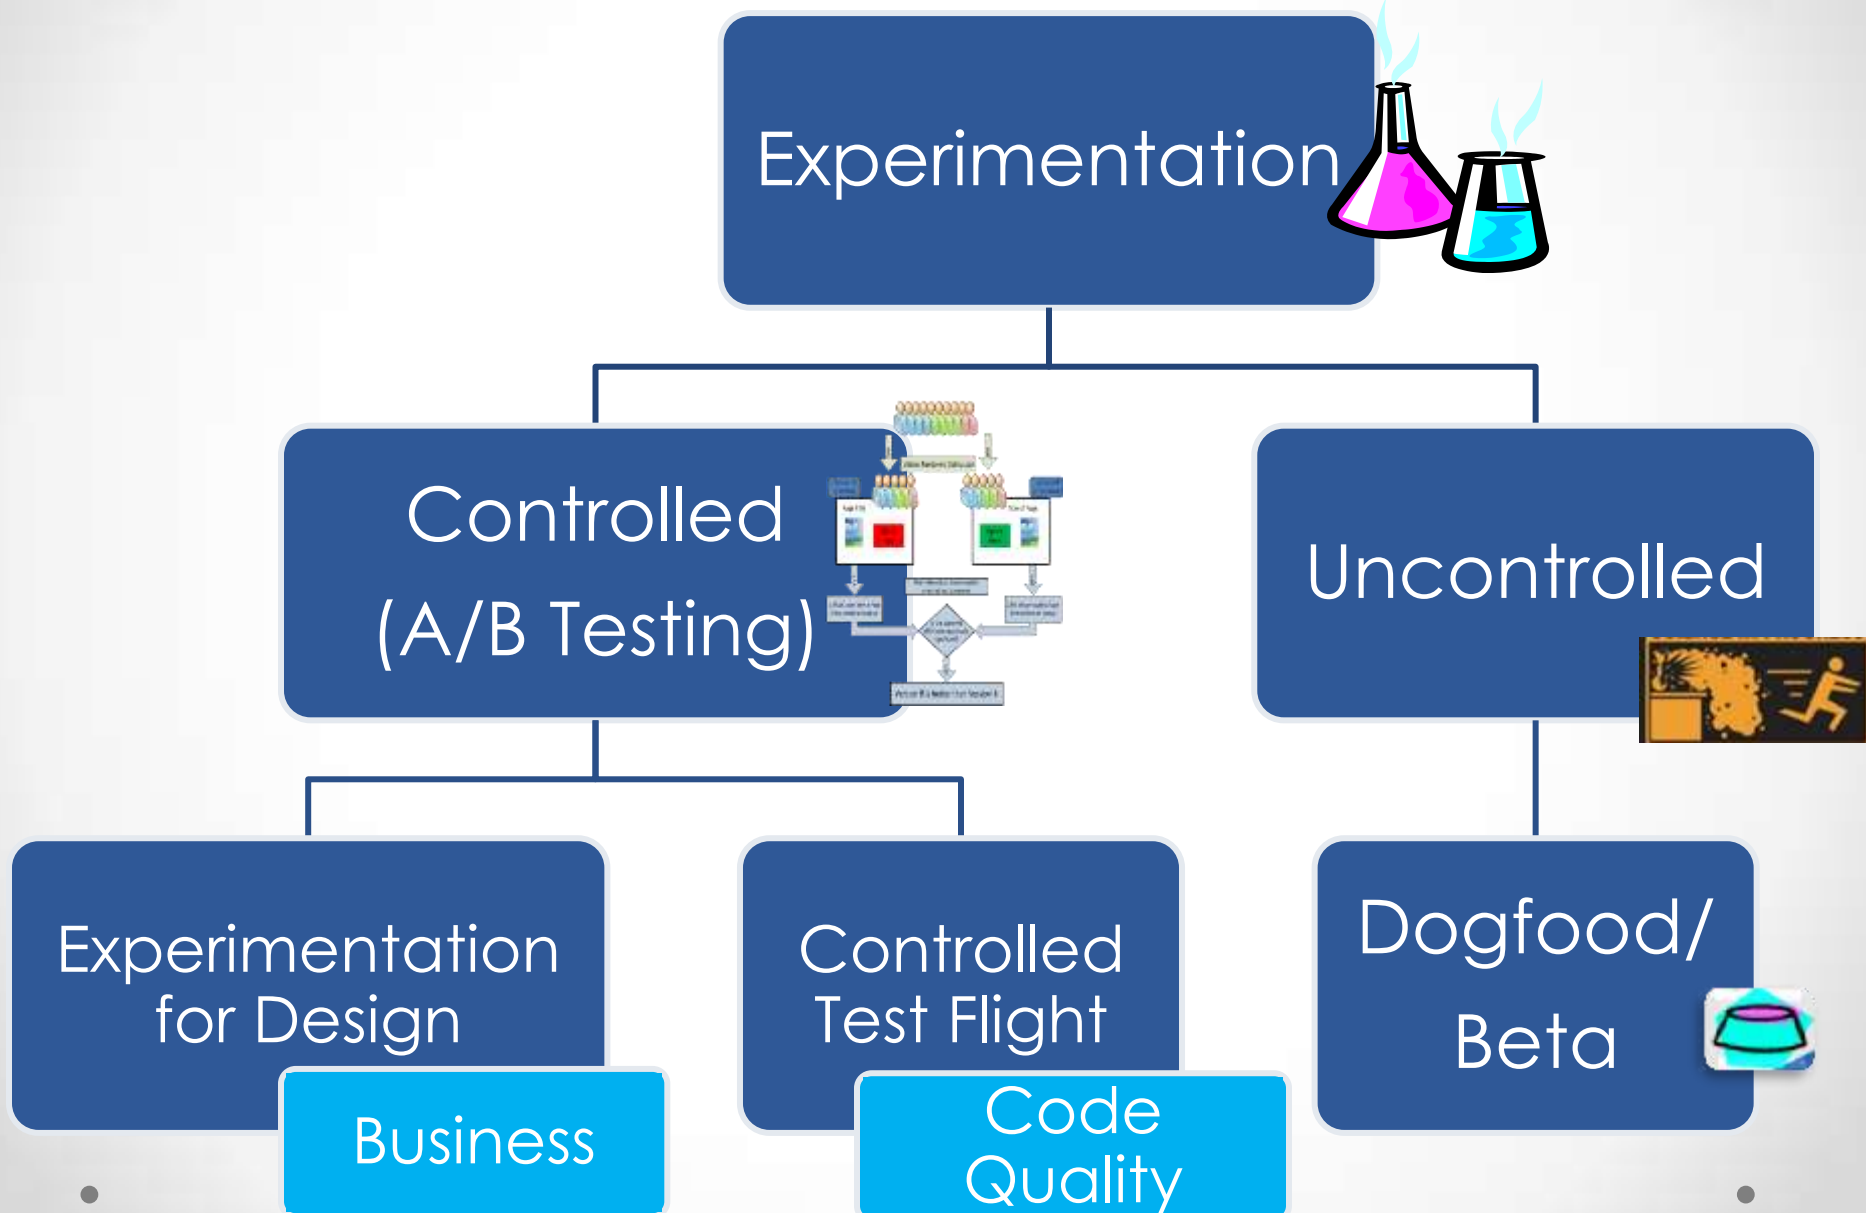 Experimentation
Controlled
(A/B Testing)
Uncontrolled
Experimentation
for Design
Business
Controlled
Test Flight
Code
Quality
Dogfood/
Beta